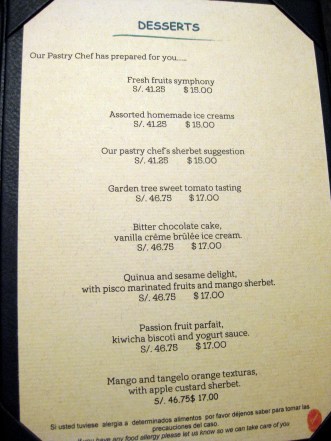 DESSERTS
Our Pastry Chef has prepared for you.....
Fresh fruits symphony
S/. 41.25 $ 15.00
Assorted homemade ice creams
S/. 41.25 $ 15.00
Our pastry chef's sherbet suggestion
S/. 41.25 $ 15.00
Garden tree sweet tomato tasting
S/. 46.75 $ 17.00
Bitter chocolate cake,
vanilla crème brûlée ice cream.
S/. 46.75 $ 17.00
Quinua and sesame delight,
with pisco marinated fruits and mango sherbet.
S/. 46.75 $ 17.00
Passion fruit parfait,
kiwicha biscoti and yogurt sauce.
S/. 46.75 $ 17.00
Mango and tangelo orange texturas,
with apple custard sherbet.
S/. 46.75$ 17.00
Si usted tuviese alergia a determinados alimentos por favor déjenos saber para tomar las
precauciones del caso.
If you have any food allergy please let us know so we can take care of you